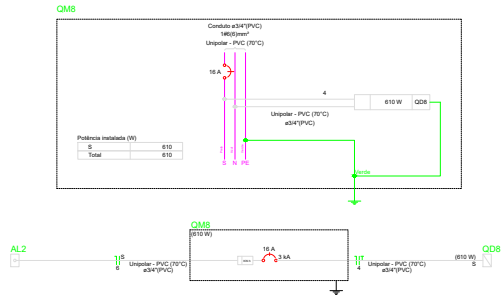 QM8
Conduto ø3/4"(PVC)
1#6(6)mm²
Unipolar - PVC (70°C)
16 A
4
610 W QD8
Unipolar - PVC (70°C)
ø3/4"(PVC)
Potência instalada (W)
S 610
Total 610
S N PE
Verde
QM8
(610 W)
AL2
16 A
QD8
S
3 kA
(610 W)
Unipolar - PVC (70°C)
Unipolar - PVC (70°C)
S
6
ø3/4"(PVC)
4
ø3/4"(PVC)